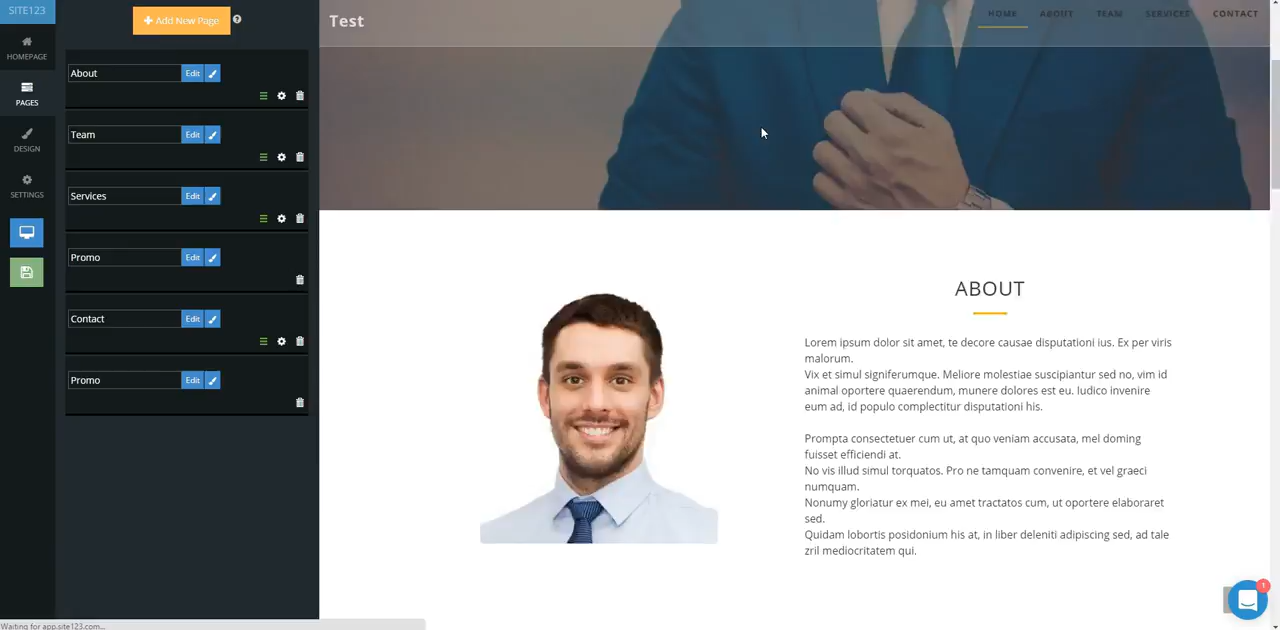 SITE123
HOMEPAGE
PAGES
DESIGN
SETTINGS
Add New Page
About
Edit
Team
Edit
Services
Edit
Promo
Edit
Contact
Edit
Promo
Edit
Test
HOME ABOUT TEAM SERVICES CONTACT
ABOUT
Lorem ipsum dolor sit amet, te decore causae disputationi ius. Ex per viris
malorum.
Vix et simul signiferumque. Meliore molestiae suscipiantur sed no, vim id
animal oportere quaerendum, munere dolores est eu. Iudico invenire
eum ad, id populo complectitur disputationi his.
Prompta consectetuer cum ut, at quo veniam accusata, mel doming
fuisset efficiendi at.
No vis illud simul torquatos. Pro ne tamquam convenire, et vel graeci
numquam.
Nonumy gloriatur ex mei, eu amet tractatos cum, ut oportere elaboraret
sed.
Quidam lobortis posidonium his at, in liber deleniti adipiscing sed, ad tale
zril mediocritatem qui.
1
Waiting for app.site123.com...